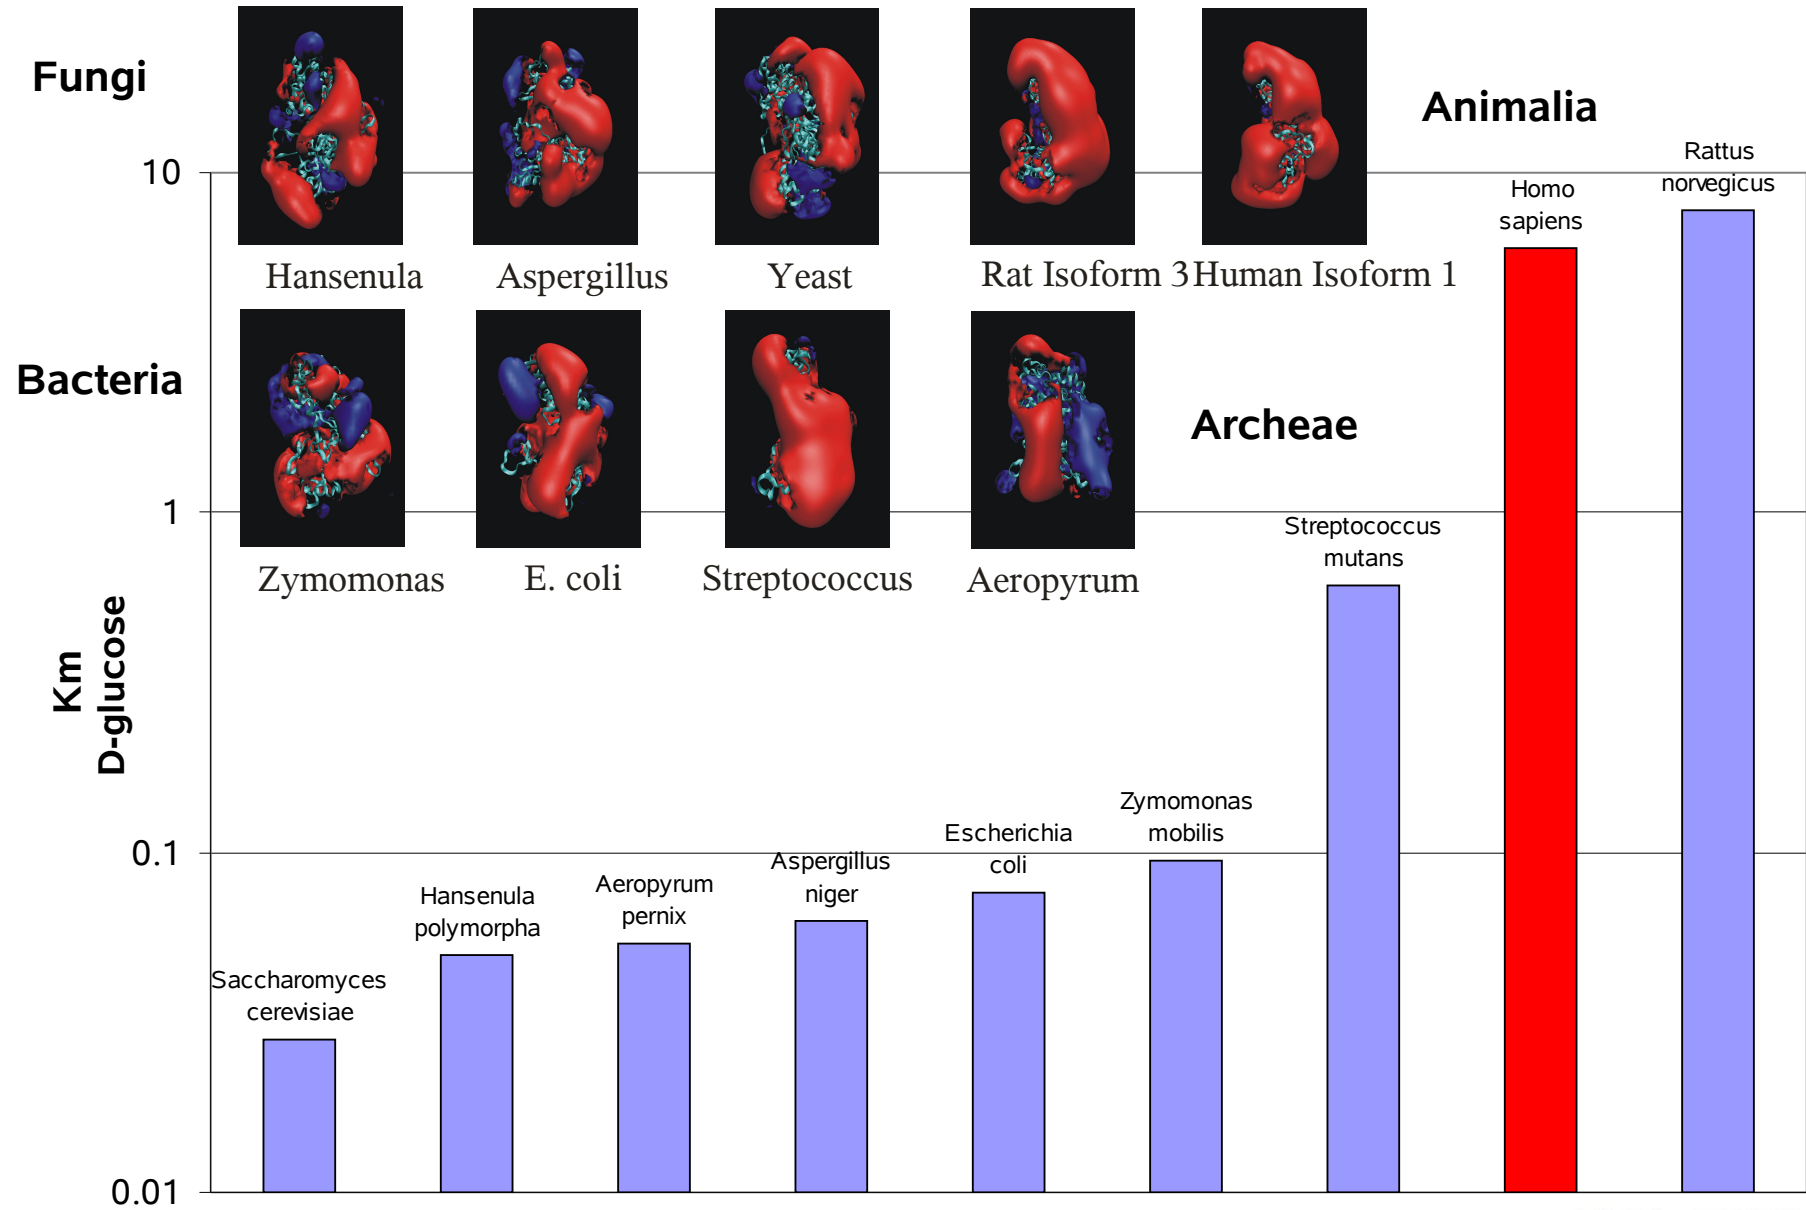 Fungi
Animalia
Hansenula
Aspergillus
Yeast
Rat Isoform 3
Human Isoform 1
Bacteria
Archeae
Zymomonas
E. coli
Streptococcus
Aeropyrum
Km
D-glucose
10
1
0.1
0.01
Saccharomyces
cerevisiae
Hansenula
polymorpha
Aeropyrum
pernix
Aspergillus
niger
Escherichia
coli
Zymomonas
mobilis
Streptococcus
mutans
Homo
sapiens
Rattus
norvegicus